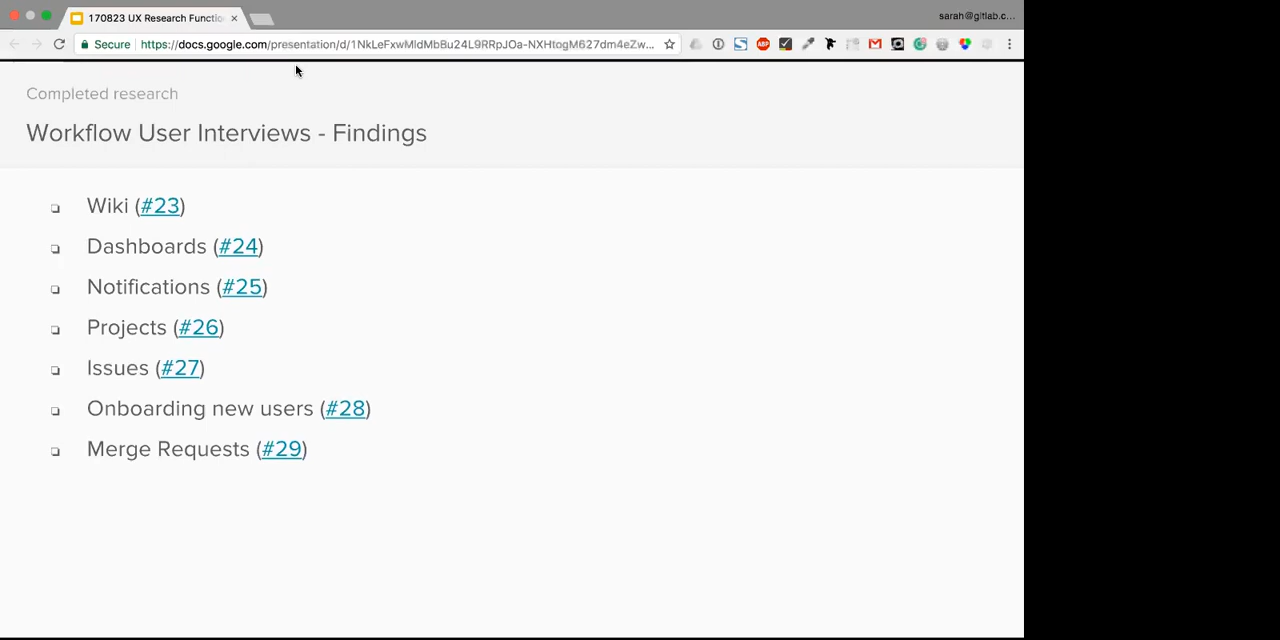 170823 UX Research Functio
sarah@gitlab.c...
Secure
https://docs.google.com/presentation/d/1NkLeFxwMldMbBu24L9RRpJOa-NXHtogM627dm4eZw...
Completed research
Workflow User Interviews - Findings
Wiki (#23)
Dashboards (#24)
Notifications (#25)
Projects (#26)
Issues (#27)
Onboarding new users (#28)
Merge Requests (#29)